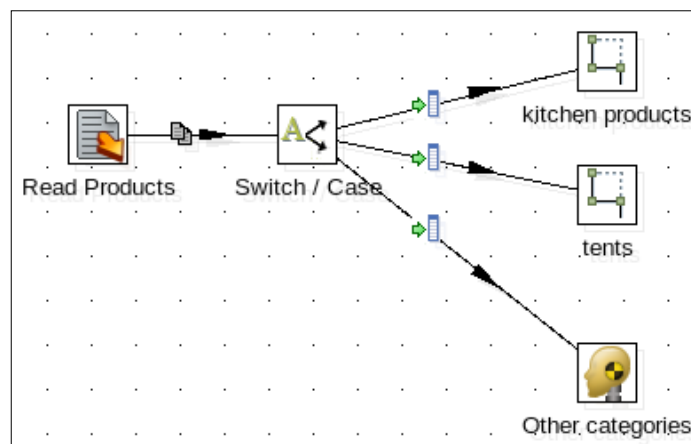 kitchen products
Read Products
Switch / Case
tents
Other categories